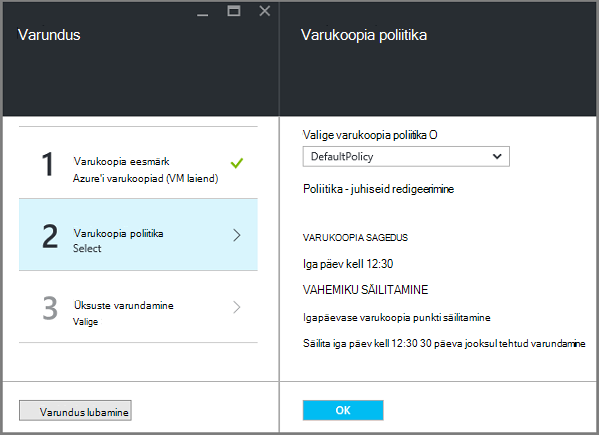 Varundus
1
Varukoopia eesmärk
Azure'i varukoopiad (VM laiend)
2
Varukoopia poliitika
Select
3
Üksuste varundamine
Valige
Varundus lubamine
Varukoopia poliitika
Valige varukoopia poliitika O
DefaultPolicy
Poliitika - juhiseid redigeerimine
VARUKOOPIA SAGEDUS
Iga päev kell 12:30
VAHEMIKU SÄILITAMINE
Igapäevase varukoopia punkti säilitamine
Säilita iga päev kell 12:30 30 päeva jooksul tehtud varundamine
OK